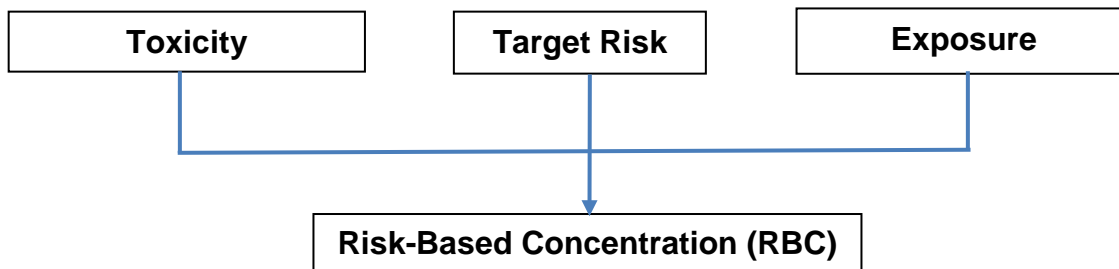 Toxicity
Target Risk
Exposure
Risk-Based Concentration (RBC)